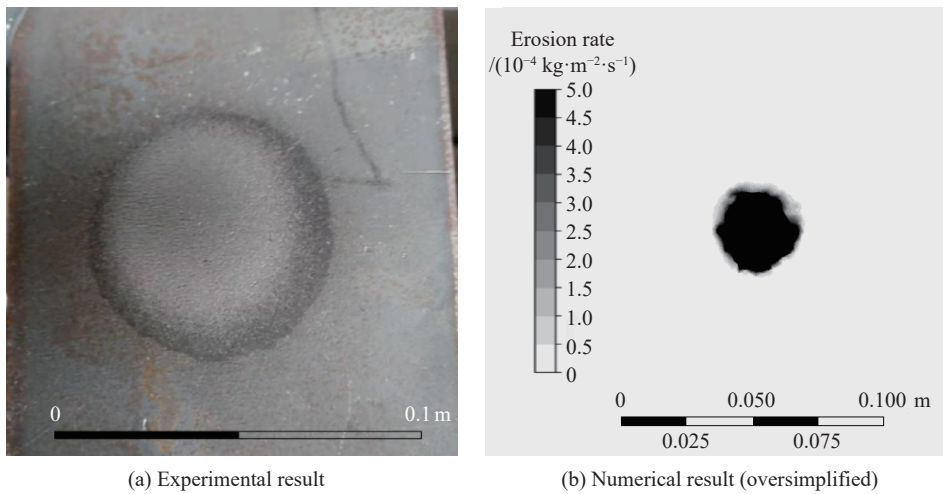 0
0.1 m
(a) Experimental result
Erosion rate
/(10⁻⁴ kg·m⁻²·s⁻¹)
5.0
4.5
4.0
3.5
3.0
2.5
2.0
1.5
1.0
0.5
0
0 0.050 0.100 m
0.025 0.075
(b) Numerical result (oversimplified)